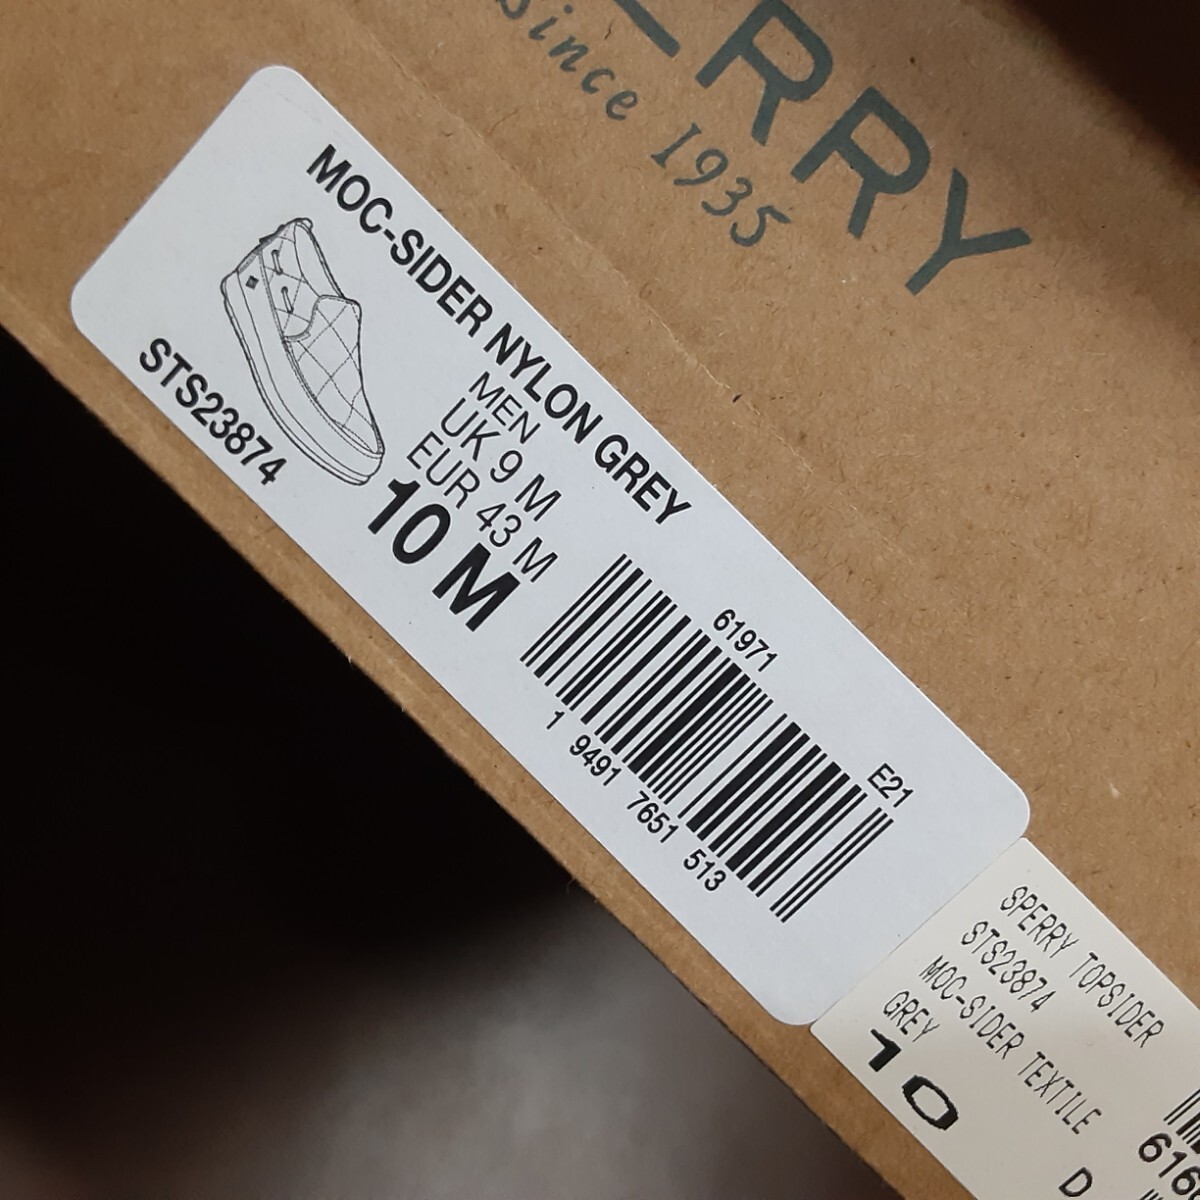 since 1935
MOC-SIDER NYLON GREY
MEN
UK 9 M
EUR 43 M
10 M
STS23874
61971
E21
1 9491 7651 513
SPERRY TOPSIDER
STS23874
MOC-SIDER TEXTILE
GREY
10